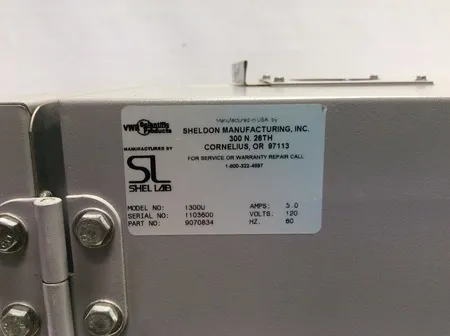 VWR Scientific Products
Manufactured in U.S.A. by
SHELDON MANUFACTURING, INC.
300 N. 26TH
CORNELIUS, OR 97113
MANUFACTURED BY
FOR SERVICE OR WARRANTY REPAIR CALL
1-800-322-4897
SL
SHEL LAB
MODEL NO: 1300U AMPS: 5.0
SERIAL NO: 1103600 VOLTS: 120
PART NO: 9070834 HZ. 60